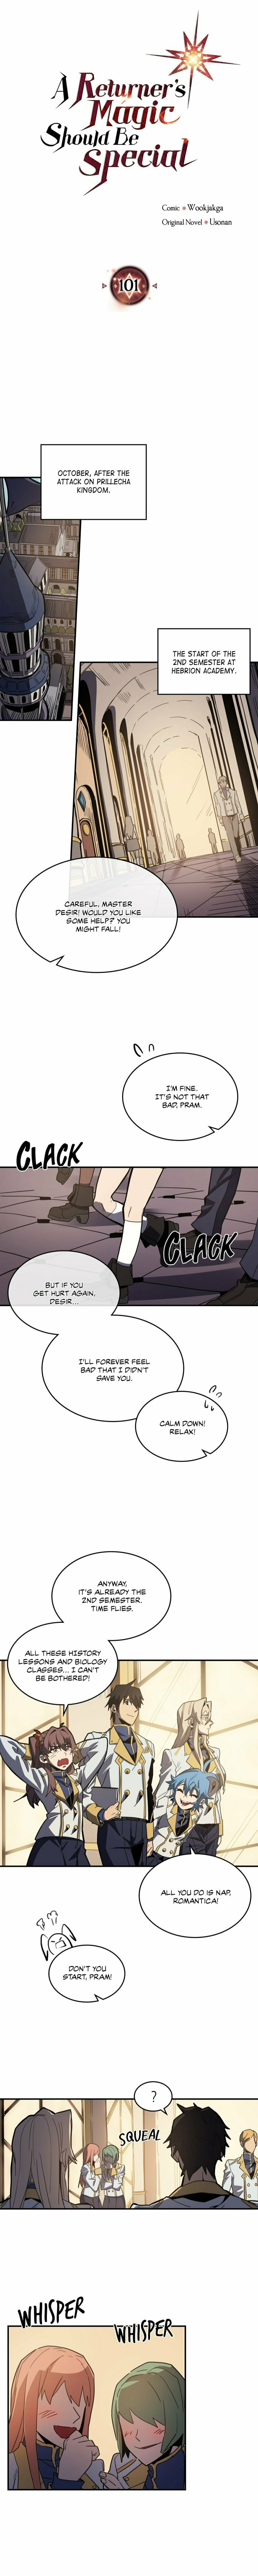 A Returner's
Magic
Should Be
Special
Comic Wookjakga
Original Novel Usonan
101
OCTOBER, AFTER THE
ATTACK ON PRILLECHA
KINGDOM.
THE START OF THE
2ND SEMESTER AT
HEBRION ACADEMY.
CAREFUL, MASTER
DESIR! WOULD YOU LIKE
SOME HELP? YOU
MIGHT FALL!
I'M FINE.
IT'S NOT THAT
BAD, PRAM.
CLACK
CLACK
BUT IF YOU
GET HURT AGAIN,
DESIR...
I'LL FOREVER FEEL
BAD THAT I DIDN'T
SAVE YOU.
CALM DOWN!
RELAX!
ANYWAY,
IT'S ALREADY THE
2ND SEMESTER.
TIME FLIES.
ALL THESE HISTORY
LESSONS AND BIOLOGY
CLASSES... I CAN'T
BE BOTHERED!
ALL YOU DO IS NAP,
ROMANTICA!
DON'T YOU
START, PRAM!
?
SQUEAL
WHISPER
WHISPER